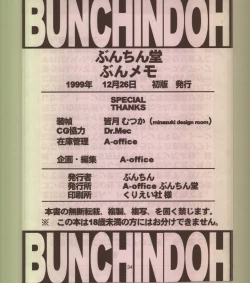 BUNCHINDOH
ぶんちん堂
ぶんメモ
1999年 12月26日 初版 発行
SPECIAL
THANKS
装幀 皆月 むつか (minazuki design room)
CG協力 Dr.Mec
在庫管理 A-office
企画・編集 A-office
発行者 ぶんちん
発行所 A-office ぶんちん堂
印刷所 くりえい社 様
本書の無断転載、複製、複写、を固く禁じます。
※ この本は18歳未満の方にはお分けできません。
34
BUNCHINDOH